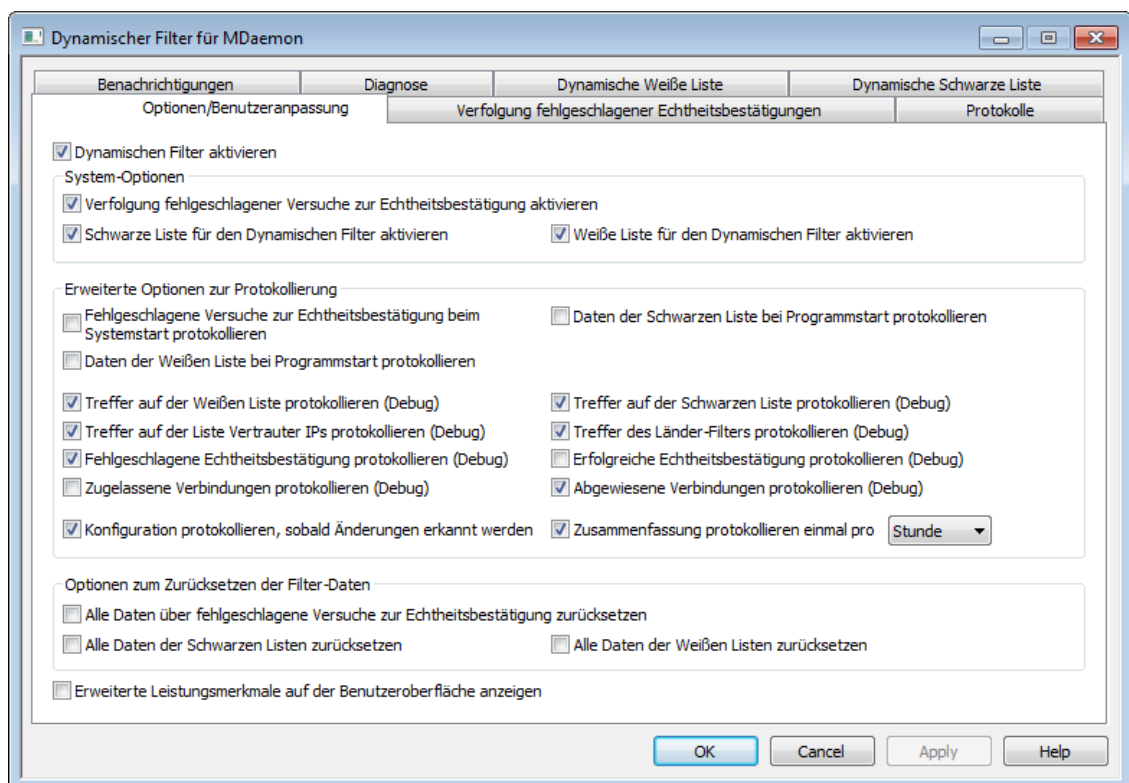 Dynamischer Filter für MDaemon
Benachrichtigungen
Diagnose
Dynamische Weiße Liste
Dynamische Schwarze Liste
Optionen/Benutzeranpassung
Verfolgung fehlgeschlagener Echtheitsbestätigungen
Protokolle
Dynamischen Filter aktivieren
System-Optionen
Verfolgung fehlgeschlagener Versuche zur Echtheitsbestätigung aktivieren
Schwarze Liste für den Dynamischen Filter aktivieren
Weiße Liste für den Dynamischen Filter aktivieren
Erweiterte Optionen zur Protokollierung
Fehlgeschlagene Versuche zur Echtheitsbestätigung beim
Systemstart protokollieren
Daten der Schwarzen Liste bei Programmstart protokollieren
Daten der Weißen Liste bei Programmstart protokollieren
Treffer auf der Weißen Liste protokollieren (Debug)
Treffer auf der Schwarzen Liste protokollieren (Debug)
Treffer auf der Liste Vertrauter IPs protokollieren (Debug)
Treffer des Länder-Filters protokollieren (Debug)
Fehlgeschlagene Echtheitsbestätigung protokollieren (Debug)
Erfolgreiche Echtheitsbestätigung protokollieren (Debug)
Zugelassene Verbindungen protokollieren (Debug)
Abgewiesene Verbindungen protokollieren (Debug)
Konfiguration protokollieren, sobald Änderungen erkannt werden
Zusammenfassung protokollieren einmal pro
Stunde
Optionen zum Zurücksetzen der Filter-Daten
Alle Daten über fehlgeschlagene Versuche zur Echtheitsbestätigung zurücksetzen
Alle Daten der Schwarzen Listen zurücksetzen
Alle Daten der Weißen Listen zurücksetzen
Erweiterte Leistungsmerkmale auf der Benutzeroberfläche anzeigen
OK
Cancel
Apply
Help